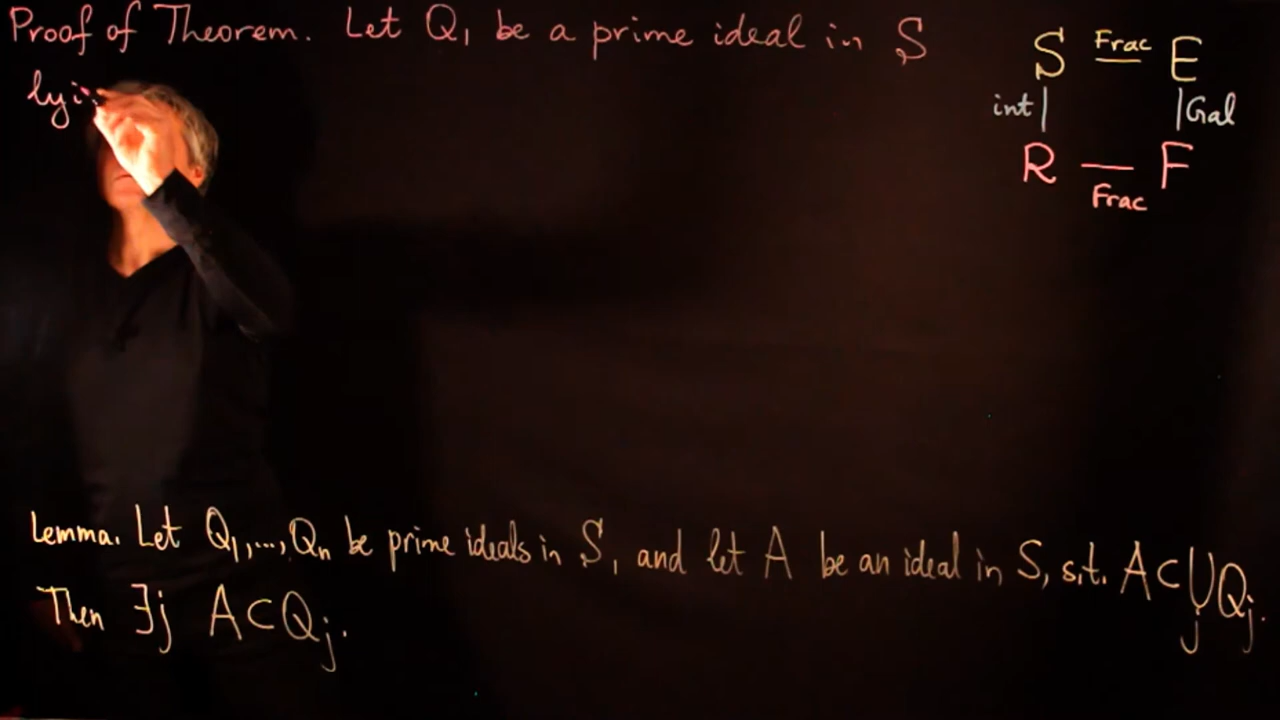 Proof of Theorem. Let Q₁ be a prime ideal in S
lyi
S Frac E
int | | Gal
R — F
Frac
Lemma. Let Q₁,...,Qₙ be prime ideals in S, and let A be an ideal in S, s.t. A⊂⋃Qⱼ.
j
Then ∃j A⊂Qⱼ.